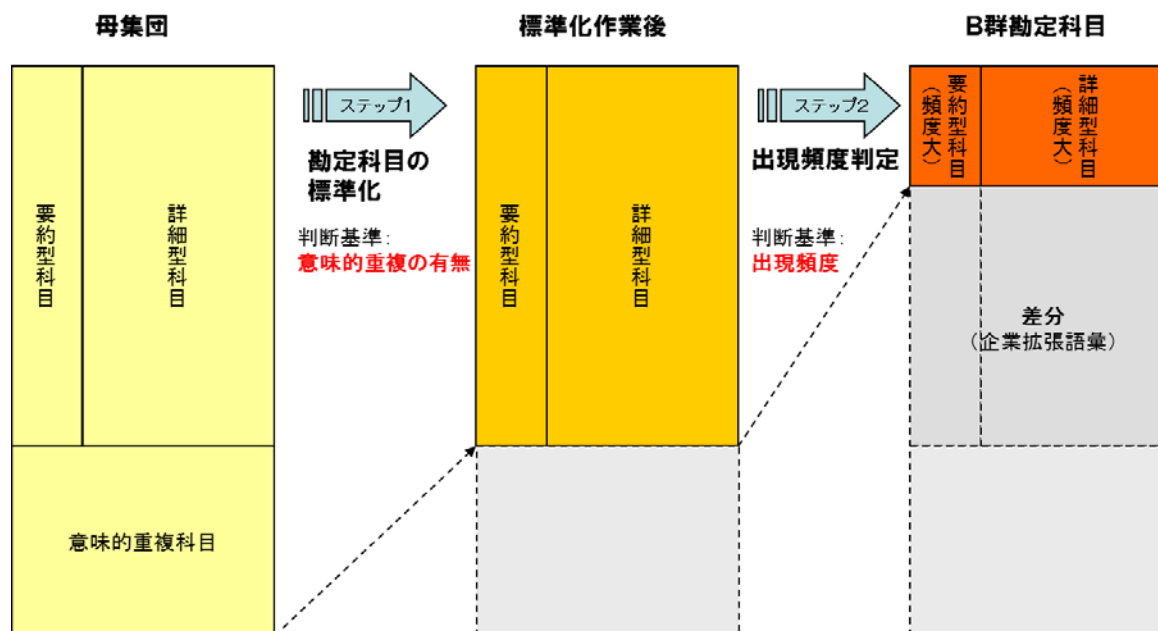 母集団
標準化作業後
B群勘定科目
要約型科目
詳細型科目
意味的重複科目
ステップ1
勘定科目の
標準化
判断基準：
意味的重複の有無
要約型科目
詳細型科目
ステップ2
出現頻度判定
判断基準：
出現頻度
要約型科目
（頻度大）
詳細型科目
（頻度大）
差分
（企業拡張語彙）